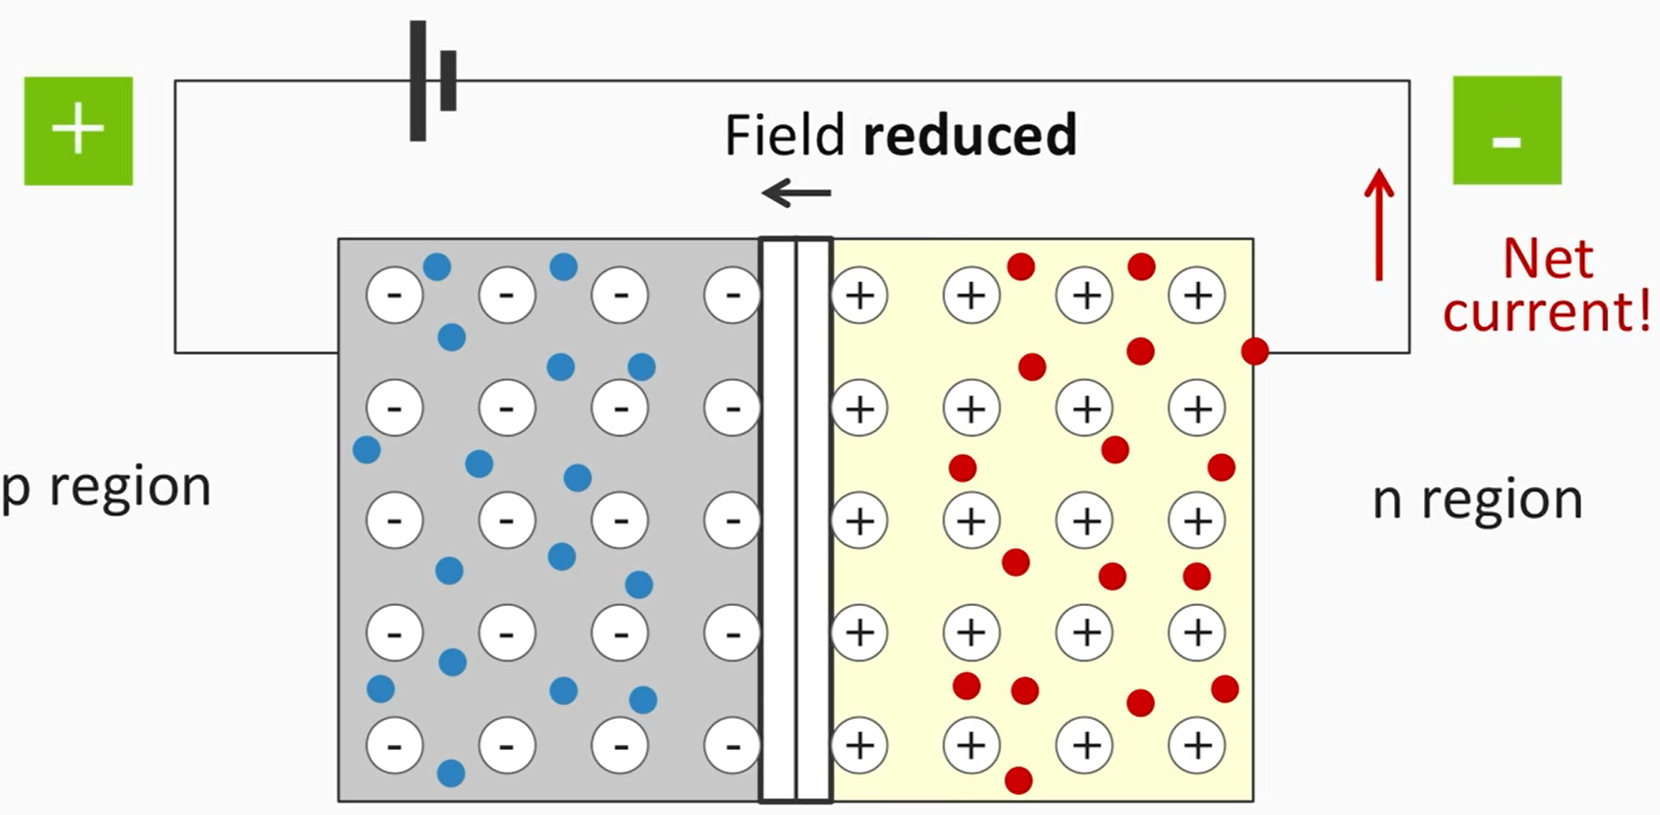 +
-
Field reduced
Net
current!
- - - - + + + +
- - - - + + + +
p region
n region
- - - - + + + +
- - - - + + + +
- - - - + + + +